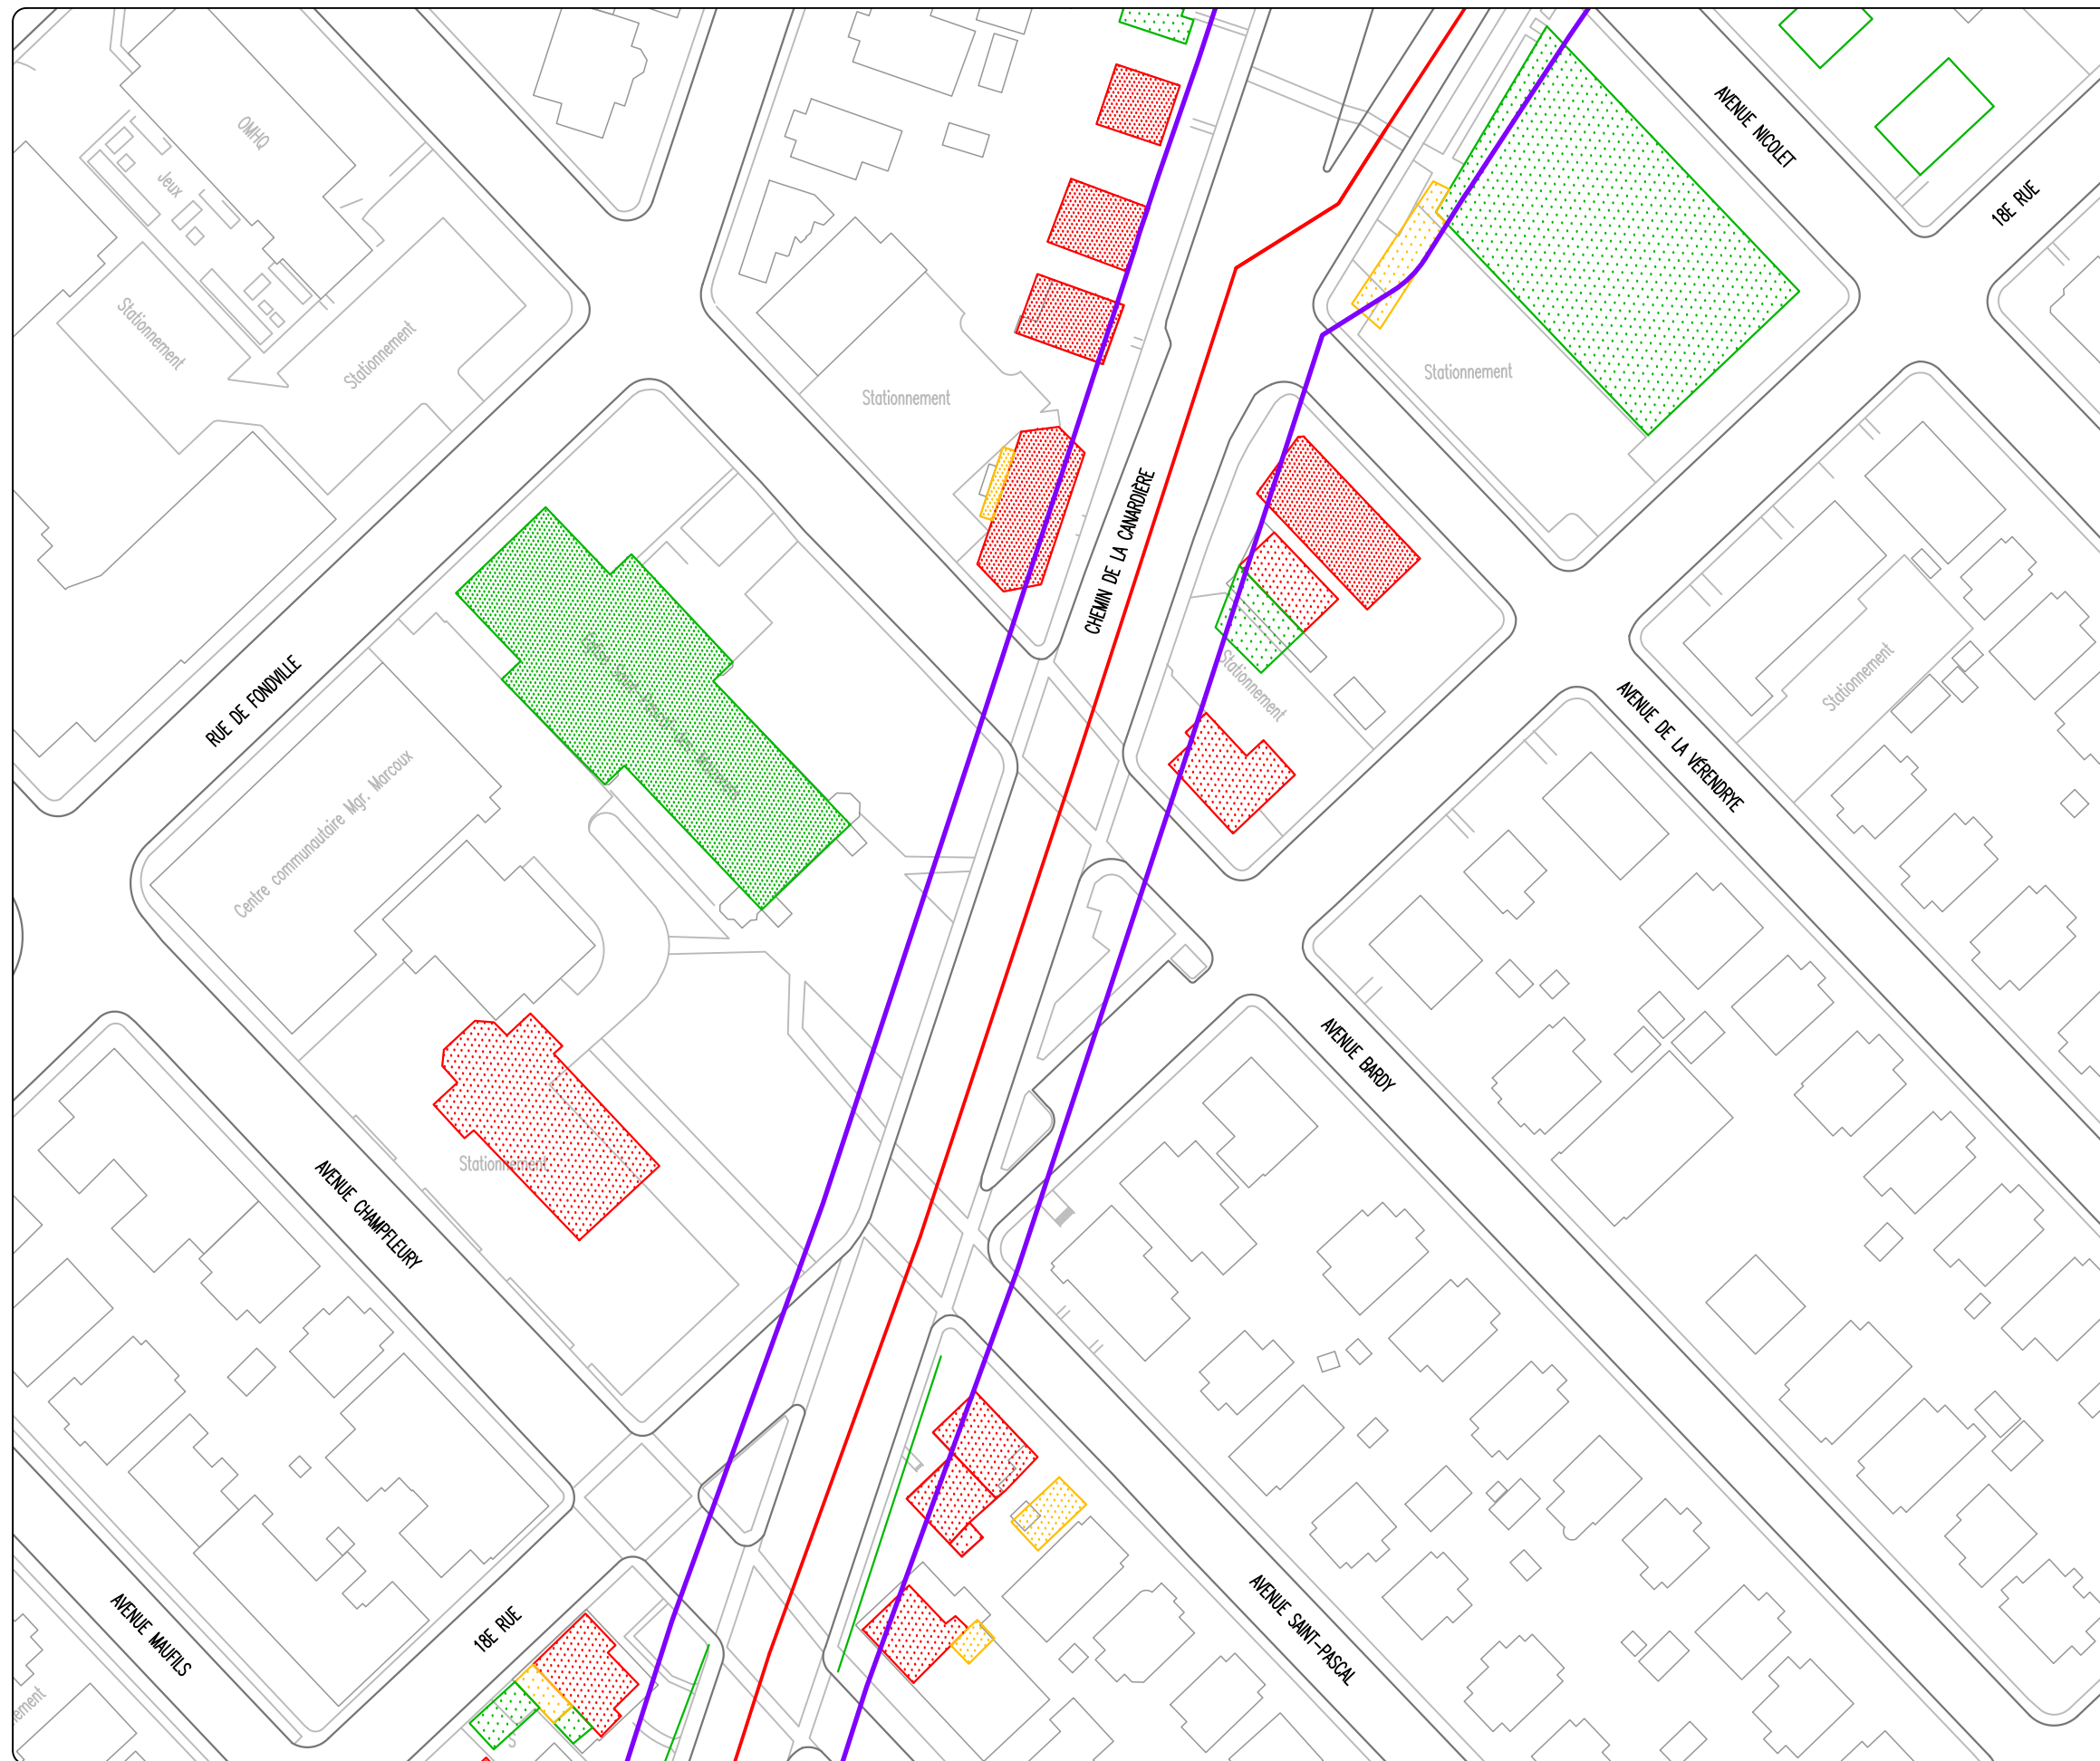 OMHQ
Jeux
AVENUE NICOLET
18E RUE
Stationnement
Stationnement
Stationnement
Stationnement
CHEMIN DE LA CANARDIÈRE
RUE DE FONDVILLE
Stationnement
Stationnement
AVENUE DE LA VÉRENDRYE
Centre communautaire Mgr. Marcoux
AVENUE BARDY
Stationnement
AVENUE CHAMPFLEURY
AVENUE MAUFILS
18E RUE
AVENUE SAINT-PASCAL